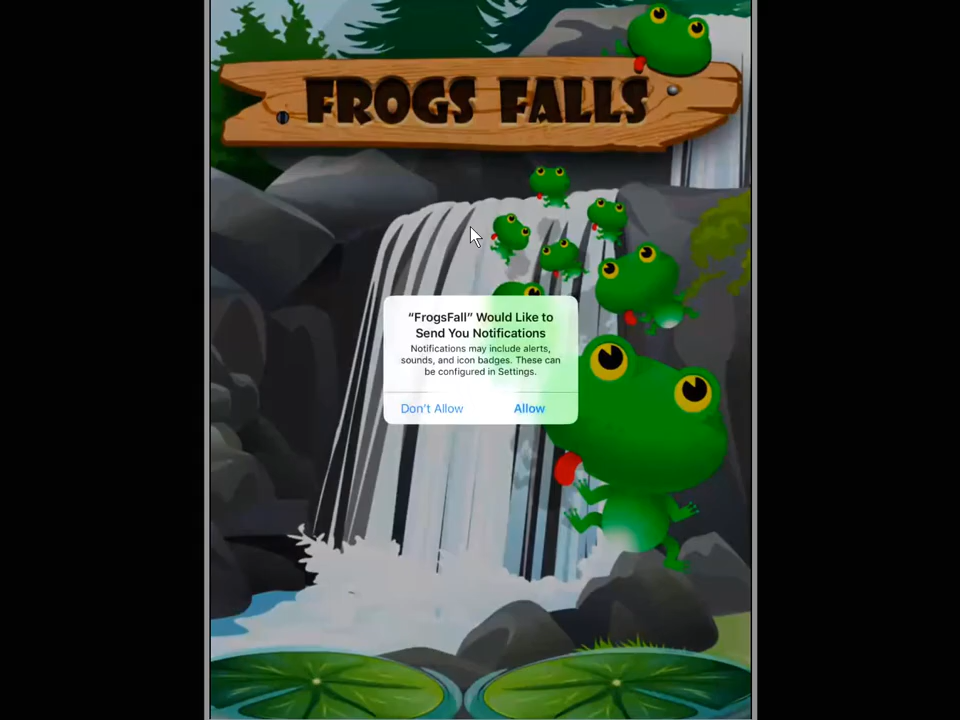 FROGS FALLS
“FrogsFall” Would Like to
Send You Notifications
Notifications may include alerts,
sounds, and icon badges. These can
be configured in Settings.
Don't Allow
Allow